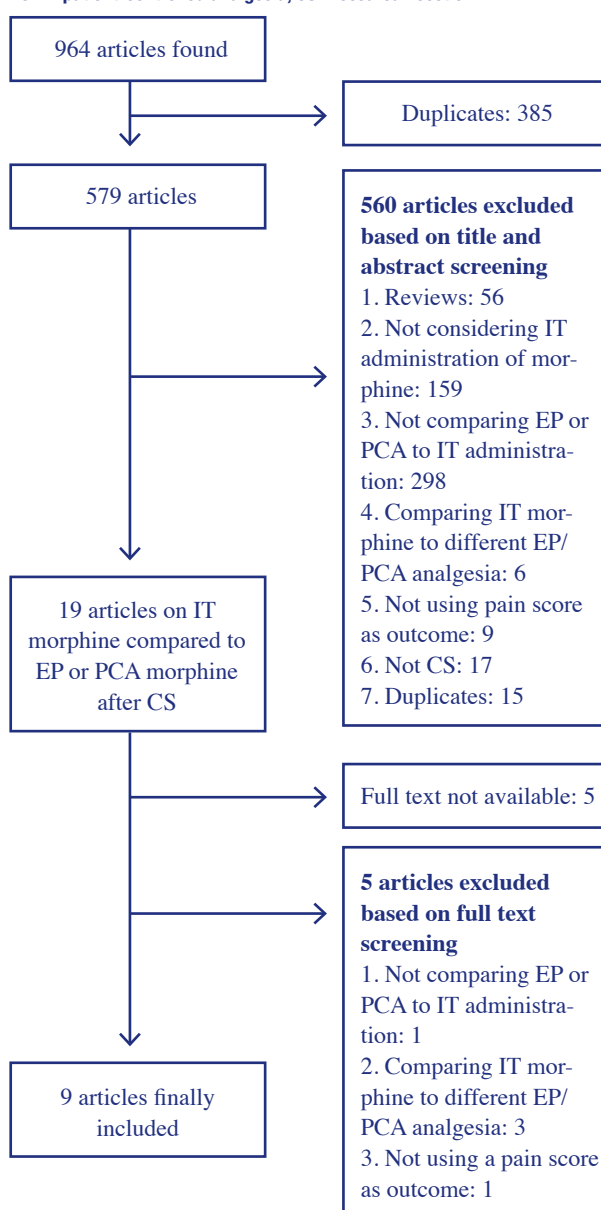 964 articles found
Duplicates: 385
579 articles
560 articles excluded
based on title and
abstract screening
1. Reviews: 56
2. Not considering IT
administration of mor-
phine: 159
3. Not comparing EP or
PCA to IT administra-
tion: 298
4. Comparing IT mor-
phine to different EP/
PCA analgesia: 6
5. Not using pain score
as outcome: 9
6. Not CS: 17
7. Duplicates: 15
19 articles on IT
morphine compared to
EP or PCA morphine
after CS
Full text not available: 5
5 articles excluded
based on full text
screening
1. Not comparing EP or
PCA to IT administra-
tion: 1
2. Comparing IT mor-
phine to different EP/
PCA analgesia: 3
3. Not using a pain score
as outcome: 1
9 articles finally
included